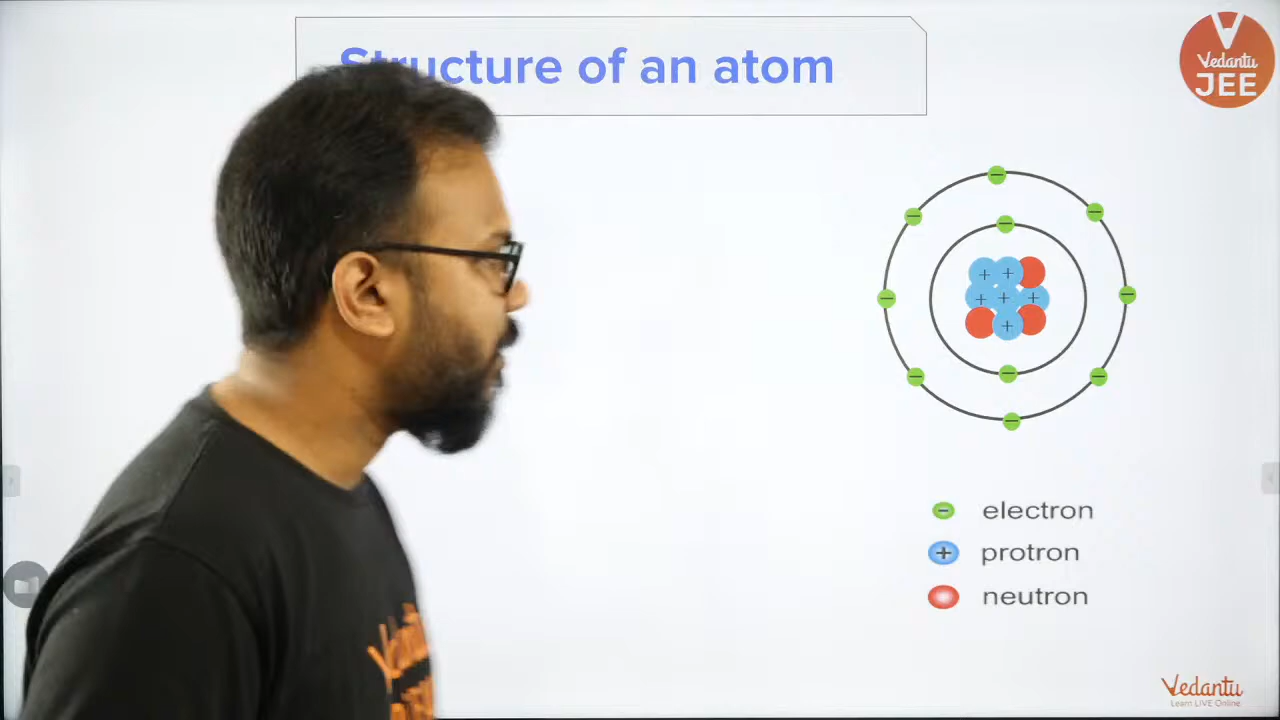 Structure of an atom
Vedantu
JEE
electron
protron
neutron
Vedantu
Learn LIVE Online